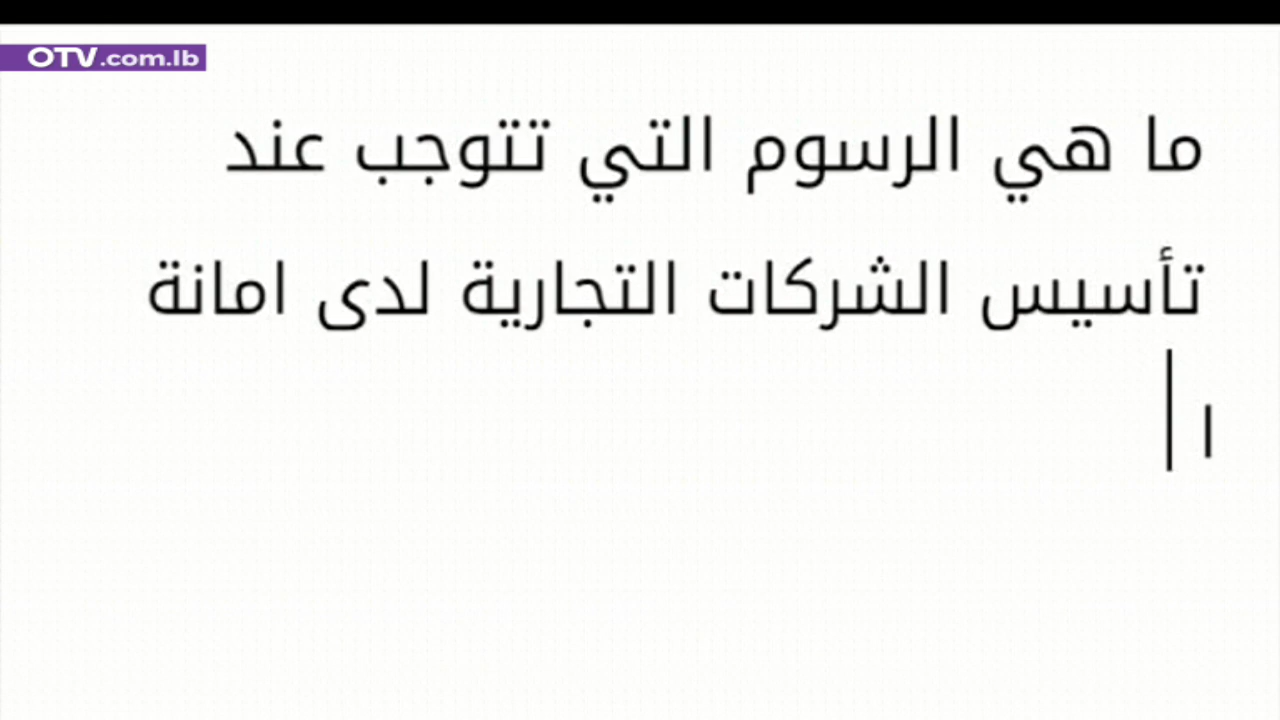 OTV.com.lb
ما هي الرسوم التي تتوجب عند
تأسيس الشركات التجارية لدى امانة
ا